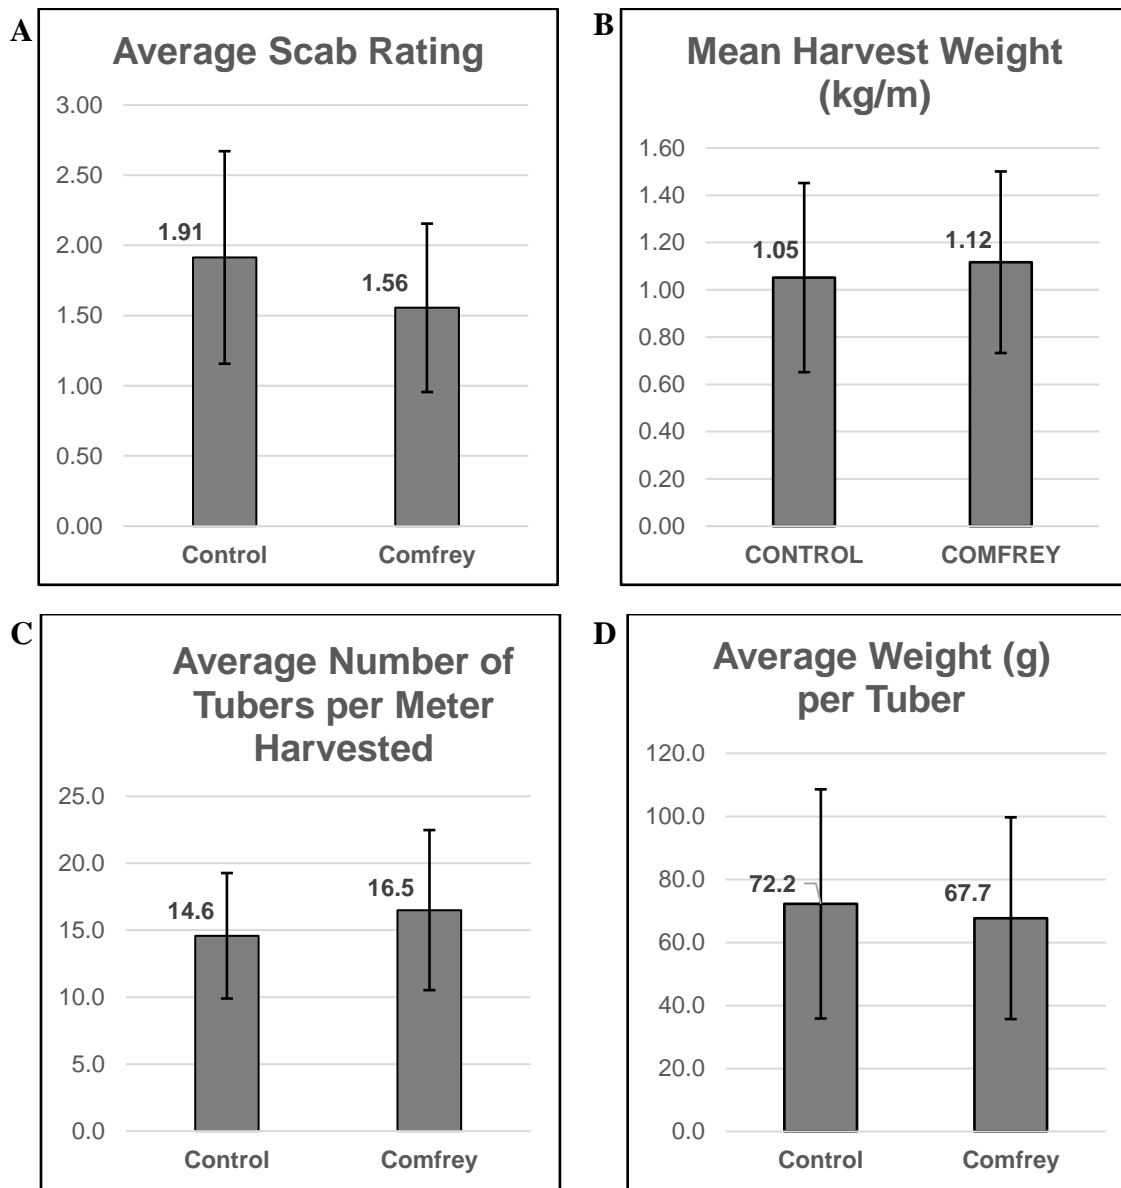 A
Average Scab Rating
3.00
2.50
2.00
1.50
1.00
0.50
0.00
1.91
1.56
Control
Comfrey
B
Mean Harvest Weight
(kg/m)
1.60
1.40
1.20
1.00
0.80
0.60
0.40
0.20
0.00
1.05
1.12
CONTROL
COMFREY
C
Average Number of
Tubers per Meter
Harvested
25.0
20.0
15.0
10.0
5.0
0.0
14.6
16.5
Control
Comfrey
D
Average Weight (g)
per Tuber
120.0
100.0
80.0
60.0
40.0
20.0
0.0
72.2
67.7
Control
Comfrey